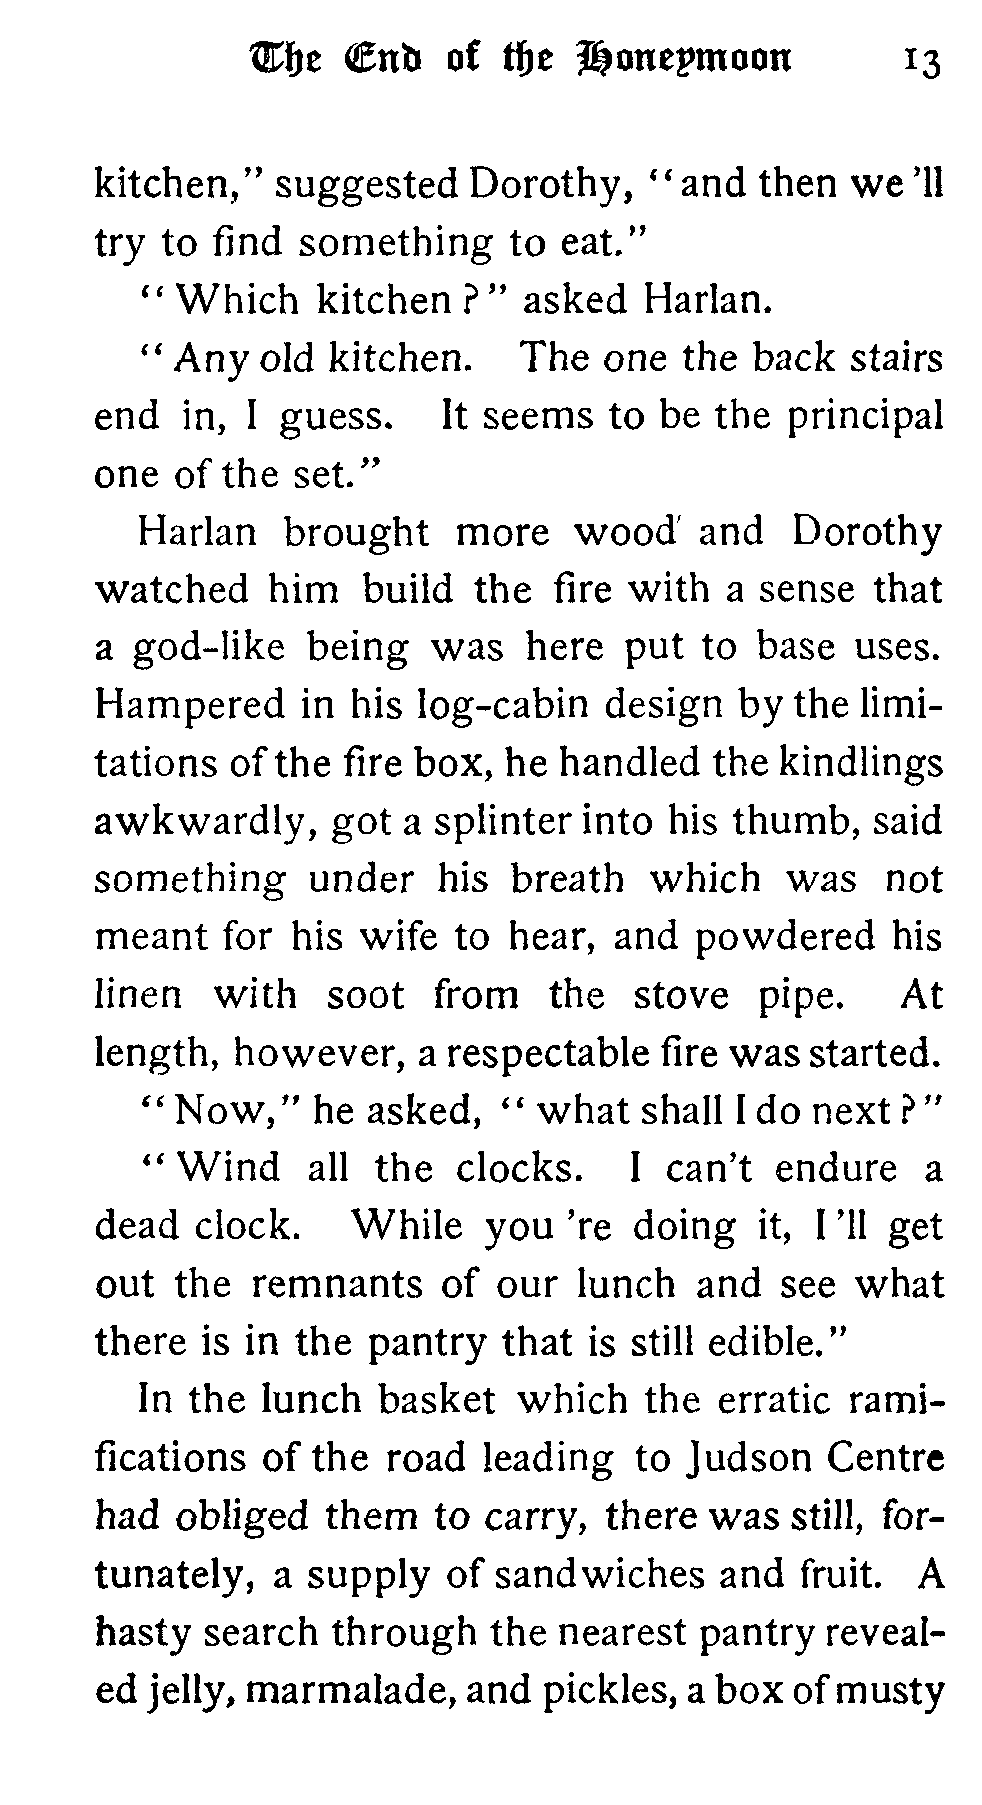 The End of the Honeymoon 13
kitchen," suggested Dorothy, "and then we 'll
try to find something to eat."
"Which kitchen?" asked Harlan.
"Any old kitchen. The one the back stairs
end in, I guess. It seems to be the principal
one of the set."
Harlan brought more wood and Dorothy
watched him build the fire with a sense that
a god-like being was here put to base uses.
Hampered in his log-cabin design by the limi-
tations of the fire box, he handled the kindlings
awkwardly, got a splinter into his thumb, said
something under his breath which was not
meant for his wife to hear, and powdered his
linen with soot from the stove pipe. At
length, however, a respectable fire was started.
"Now," he asked, "what shall I do next?"
"Wind all the clocks. I can't endure a
dead clock. While you 're doing it, I 'll get
out the remnants of our lunch and see what
there is in the pantry that is still edible."
In the lunch basket which the erratic rami-
fications of the road leading to Judson Centre
had obliged them to carry, there was still, for-
tunately, a supply of sandwiches and fruit. A
hasty search through the nearest pantry reveal-
ed jelly, marmalade, and pickles, a box of musty